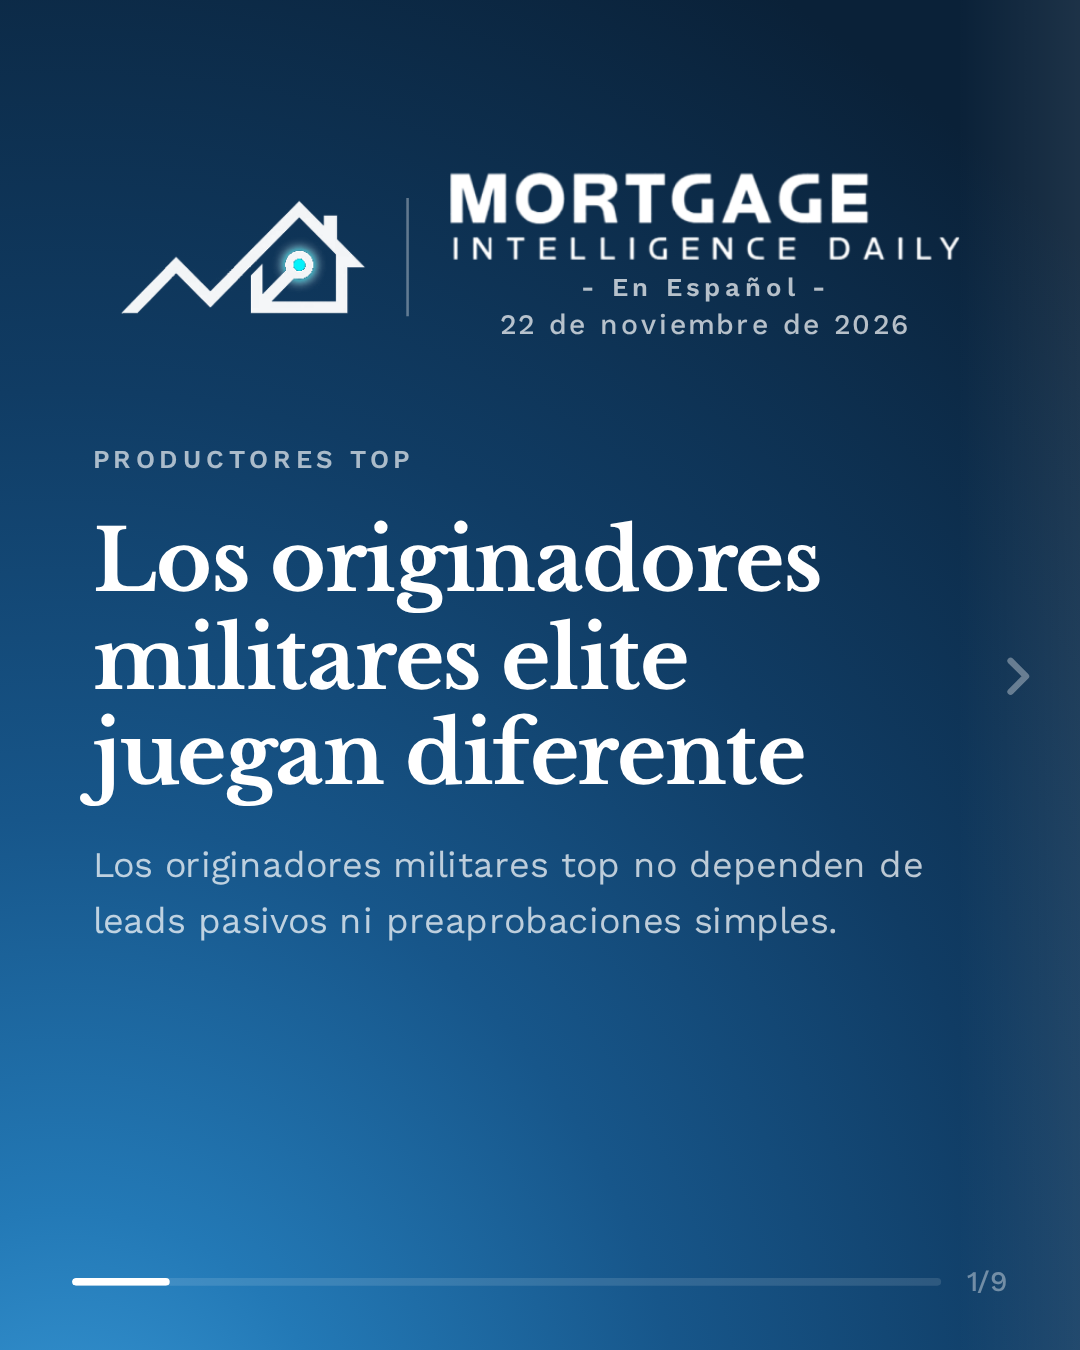 MORTGAGE
INTELLIGENCE DAILY
- En Español -
22 de noviembre de 2026
PRODUCTORES TOP
Los originadores
militares elite
juegan diferente
Los originadores militares top no dependen de
leads pasivos ni preaprobaciones simples.
1/9